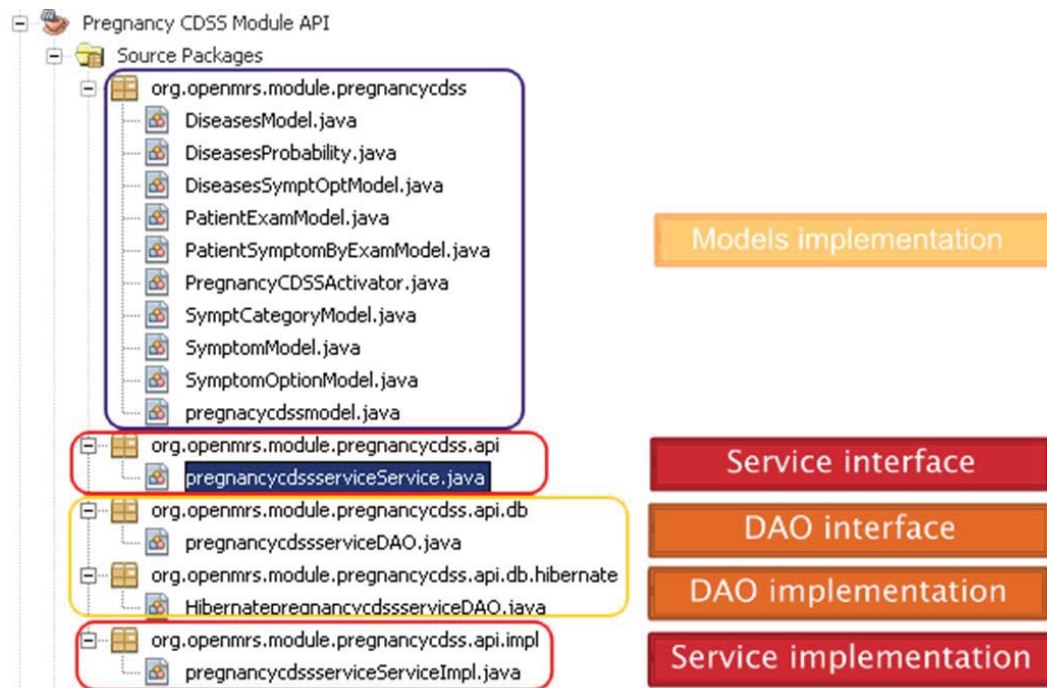 Pregnancy CDSS Module API
Source Packages
org.openmrs.module.pregnancycdss
DiseasesModel.java
DiseasesProbability.java
DiseasesSymptOptModel.java
PatientExamModel.java
PatientSymptomByExamModel.java
PregnancyCDSSActivator.java
SymptCategoryModel.java
SymptomModel.java
SymptomOptionModel.java
pregnacycdssmodel.java
Models implementation
org.openmrs.module.pregnancycdss.api
pregnancycdssserviceService.java
Service interface
org.openmrs.module.pregnancycdss.api.db
pregnancycdssserviceDAO.java
DAO interface
org.openmrs.module.pregnancycdss.api.db.hibernate
HibernatepregnancycdssserviceDAO.java
DAO implementation
org.openmrs.module.pregnancycdss.api.impl
pregnancycdssserviceServiceImpl.java
Service implementation